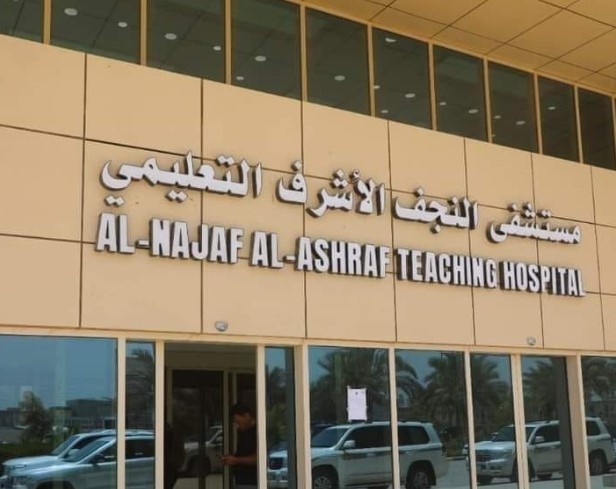 مستشفى النجف الأشرف التعليمي
AL-NAJAF AL-ASHRAF TEACHING HOSPITAL